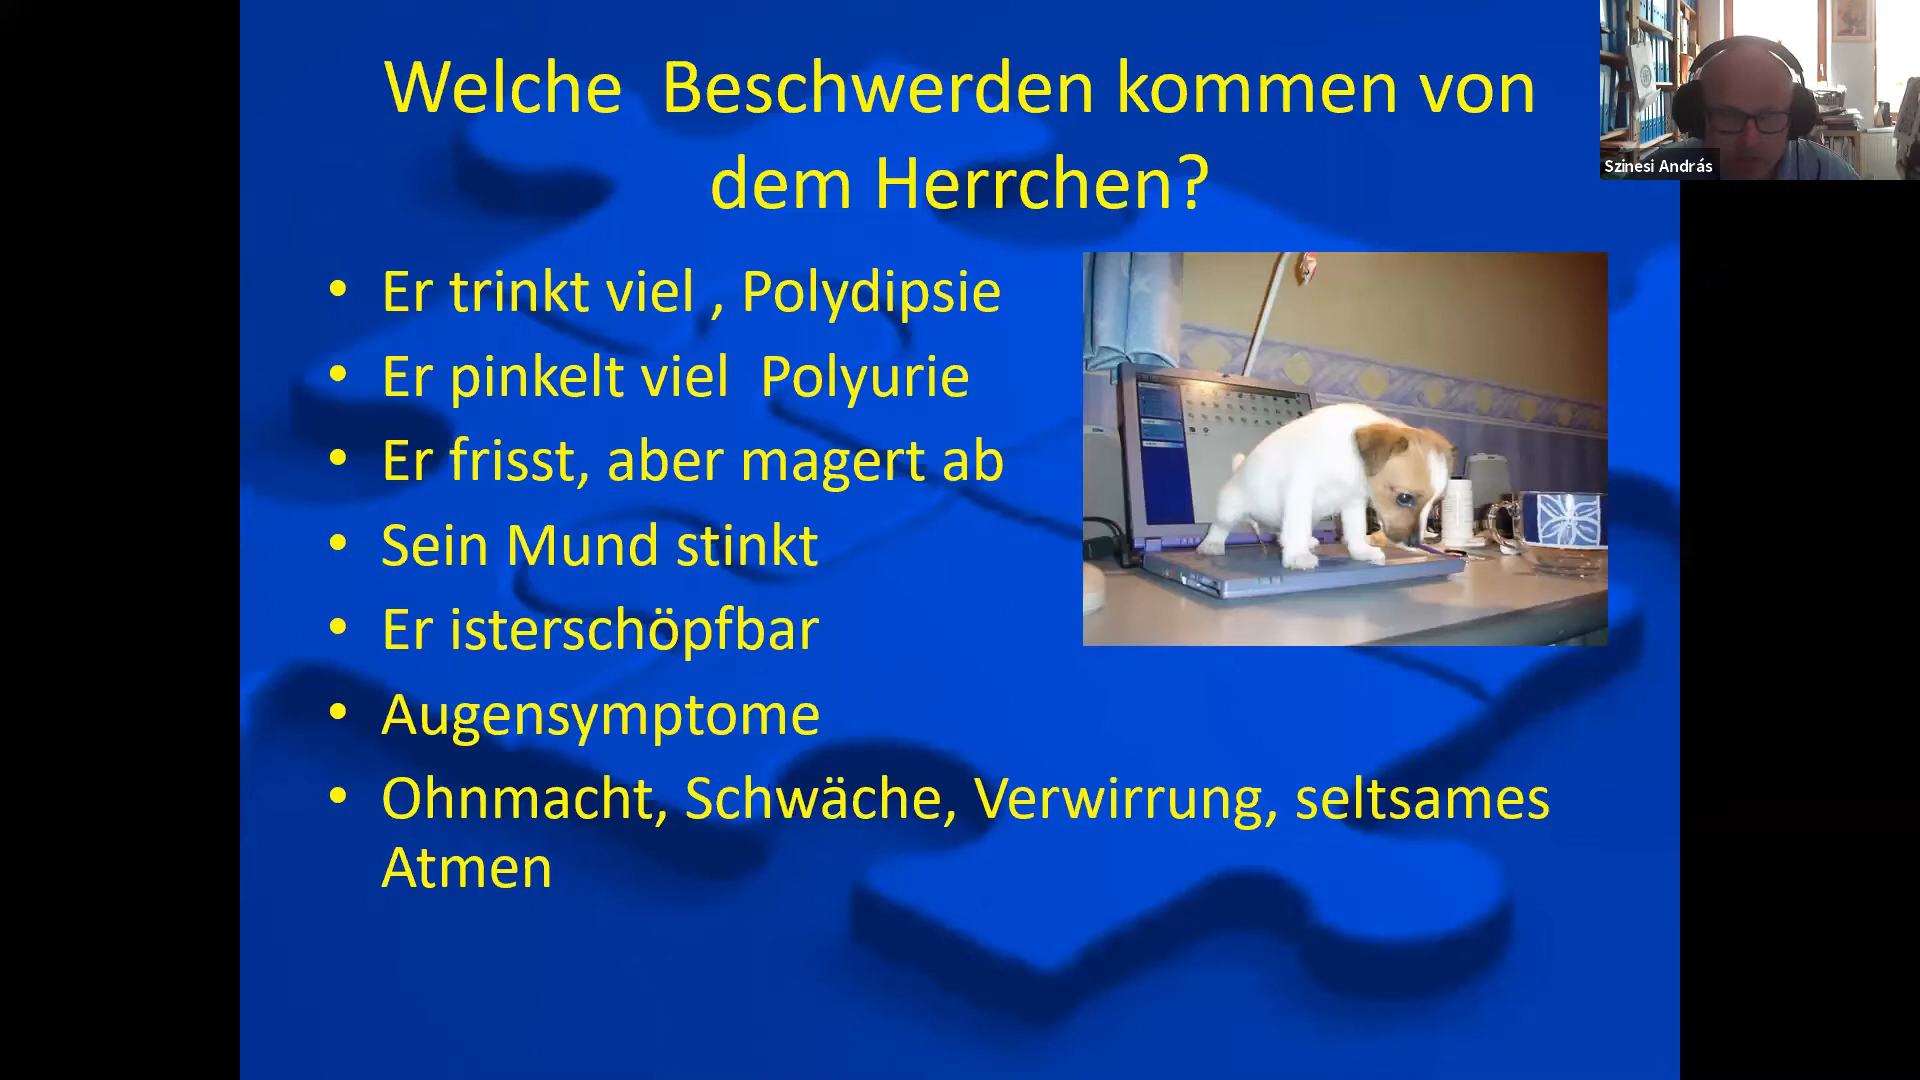 Welche  Beschwerden kommen von
dem Herrchen?
• Er trinkt viel , Polydipsie
• Er pinkelt viel  Polyurie
• Er frisst, aber magert ab
• Sein Mund stinkt
• Er isterschöpfbar
• Augensymptome
• Ohnmacht, Schwäche, Verwirrung, seltsames
Atmen
Szinesi András